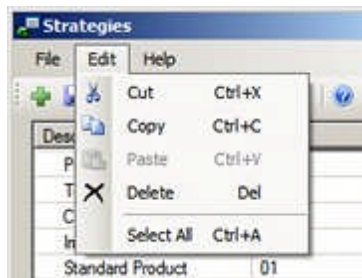 Strategies
File Edit Help
Cut Ctrl+X
Copy Ctrl+C
Paste Ctrl+V
Delete Del
Select All Ctrl+A
Standard Product 01